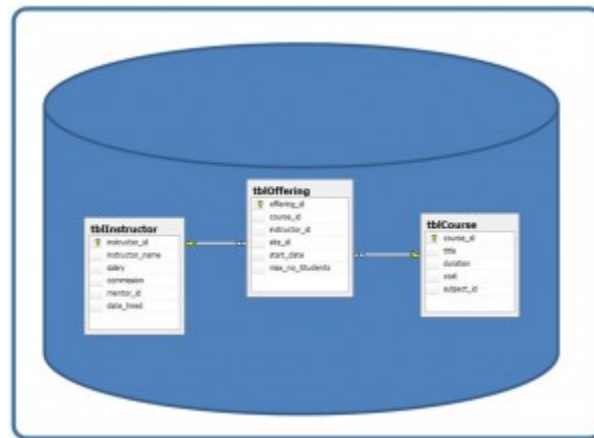 tblInstructor
instructor_id
instructor_name
salary
commission
mentor_id
date_hired
tblOffering
offering_id
course_id
instructor_id
site_id
start_date
max_no_Students
tblCourse
course_id
title
duration
cost
subject_id